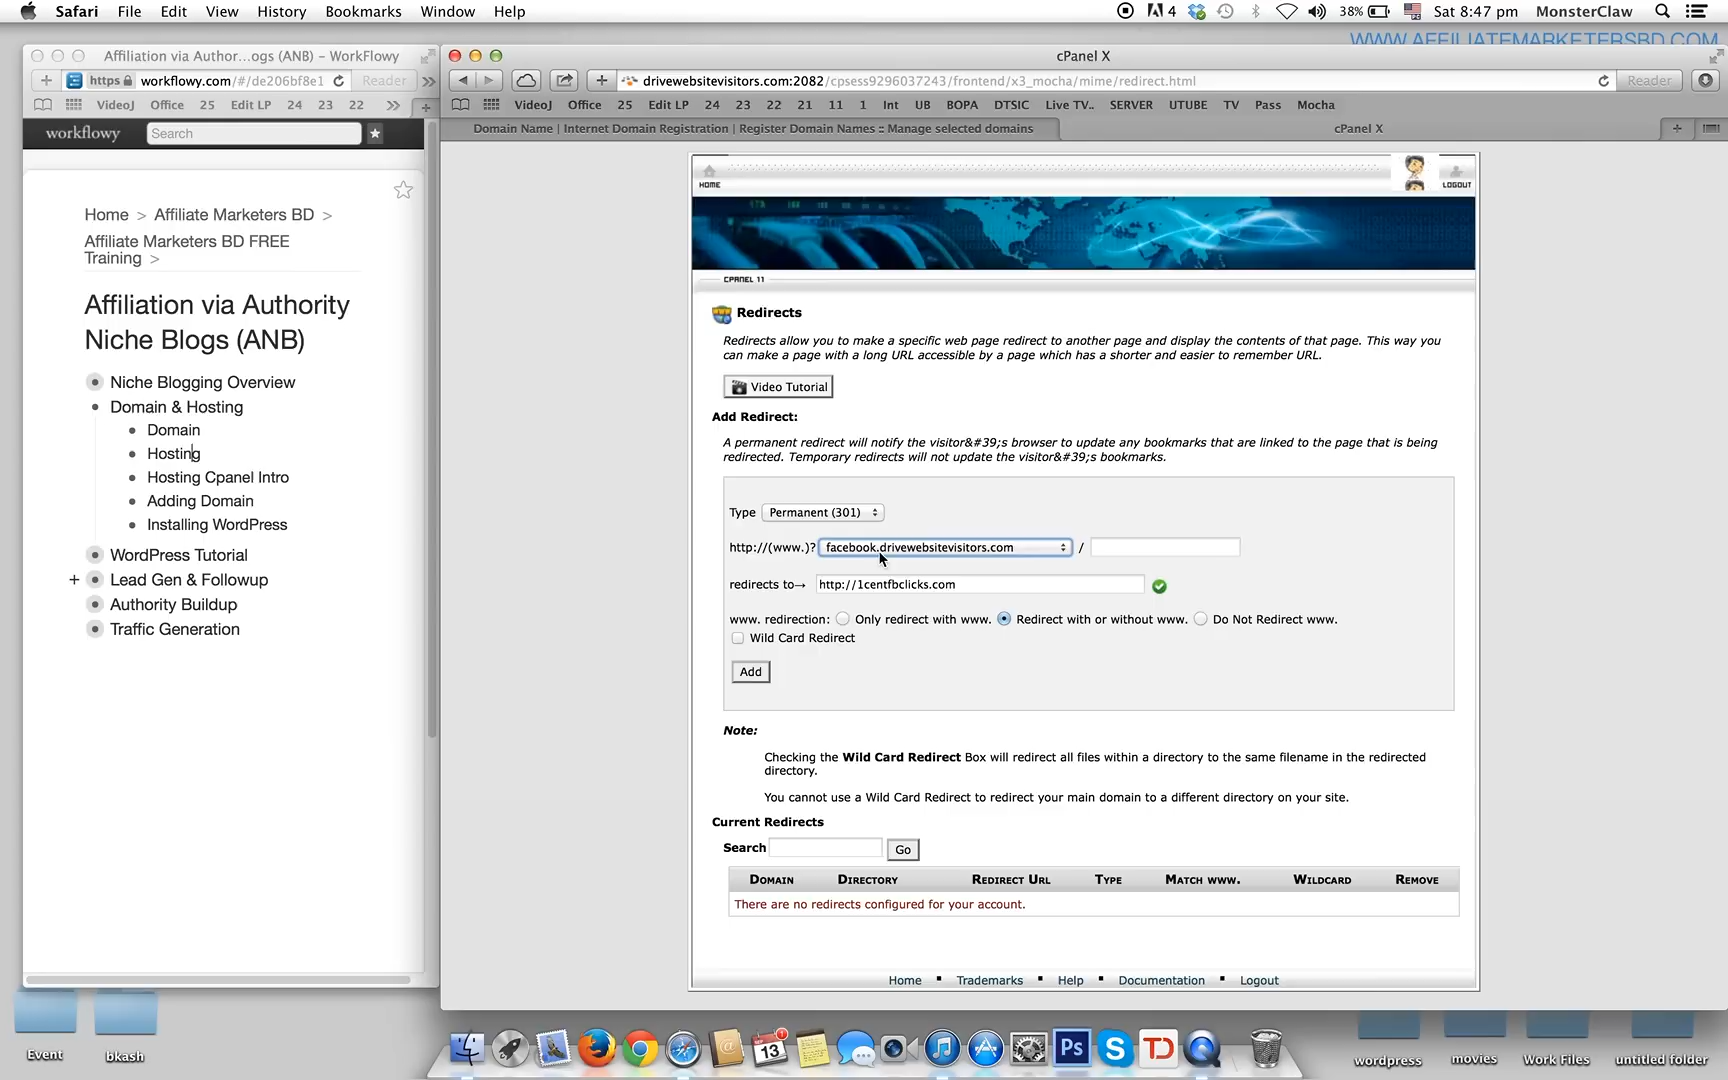 Safari File Edit View History Bookmarks Window Help
4 38% Sat 8:47 pm MonsterClaw
WWW.AFFILIATEMARKETERSBD.COM
Affiliation via Author...ogs (ANB) – WorkFlowy
https workflowy.com/#/de206bf8e1 Reader
VideoJ Office 25 Edit LP 24 23 22
workflowy Search
Home > Affiliate Marketers BD >
Affiliate Marketers BD FREE
Training >
Affiliation via Authority
Niche Blogs (ANB)
Niche Blogging Overview
Domain & Hosting
Domain
Hosting
Hosting Cpanel Intro
Adding Domain
Installing WordPress
WordPress Tutorial
+ Lead Gen & Followup
Authority Buildup
Traffic Generation
cPanel X
drivewebsitevisitors.com:2082/cpsess9296037243/frontend/x3_mocha/mime/redirect.html Reader
VideoJ Office 25 Edit LP 24 23 22 21 11 1 Int UB BOPA DTSIC Live TV.. SERVER UTUBE TV Pass Mocha
Domain Name | Internet Domain Registration | Register Domain Names :: Manage selected domains
cPanel X
HOME
LOGOUT
CPANEL 11
Redirects
Redirects allow you to make a specific web page redirect to another page and display the contents of that page. This way you
can make a page with a long URL accessible by a page which has a shorter and easier to remember URL.
Video Tutorial
Add Redirect:
A permanent redirect will notify the visitor&#39;s browser to update any bookmarks that are linked to the page that is being
redirected. Temporary redirects will not update the visitor&#39;s bookmarks.
Type Permanent (301)
http://(www.)? facebook.drivewebsitevisitors.com /
redirects to→ http://1centfbclicks.com
www. redirection: Only redirect with www. Redirect with or without www. Do Not Redirect www.
Wild Card Redirect
Add
Note:
Checking the Wild Card Redirect Box will redirect all files within a directory to the same filename in the redirected
directory.
You cannot use a Wild Card Redirect to redirect your main domain to a different directory on your site.
Current Redirects
Search Go
DOMAIN DIRECTORY REDIRECT URL TYPE MATCH WWW. WILDCARD REMOVE
There are no redirects configured for your account.
Home ▪ Trademarks ▪ Help ▪ Documentation ▪ Logout
Event
bkash
13
Ps
wordpress
movies
Work Files
untitled folder